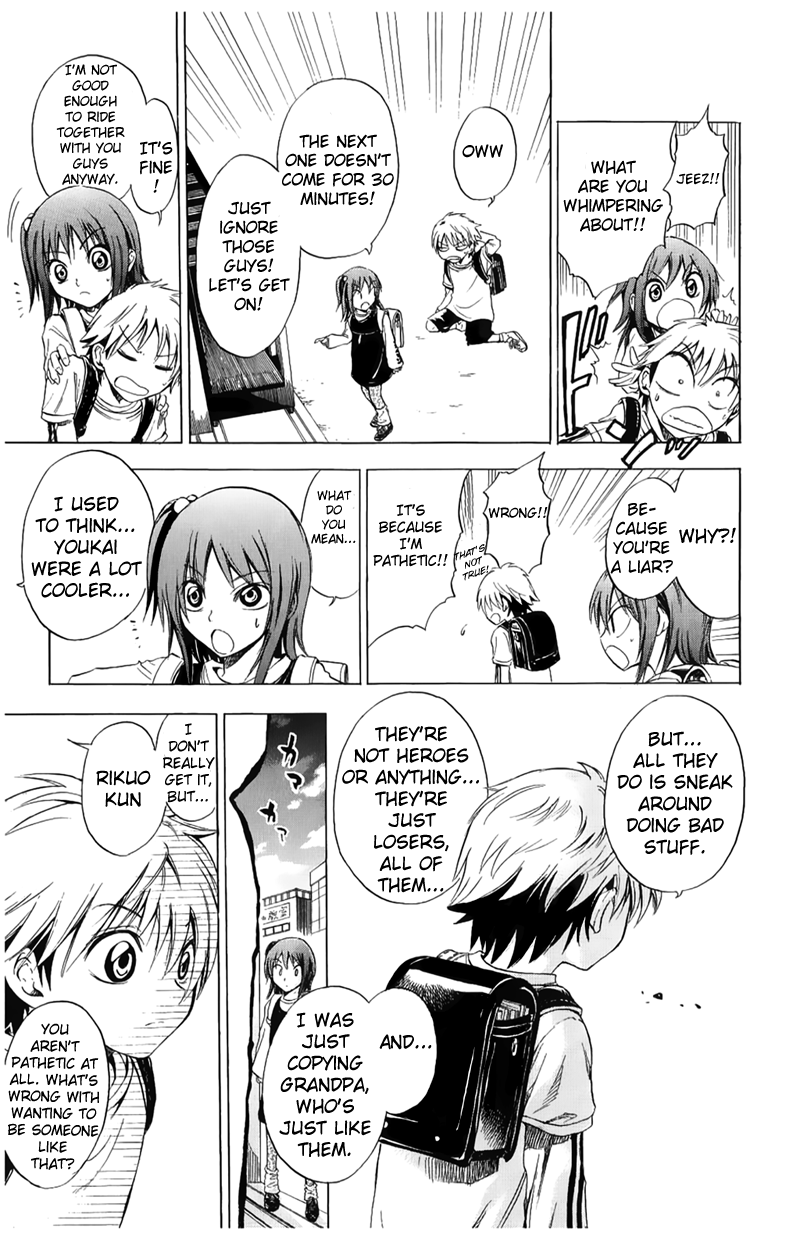 JEEZ!!
WHAT
ARE YOU
WHIMPERING
ABOUT!!
OWW
THE NEXT
ONE DOESN'T
COME FOR 30
MINUTES!
JUST
IGNORE
THOSE
GUYS!
LET'S GET
ON!
IT'S
FINE
!
I'M NOT
GOOD
ENOUGH
TO RIDE
TOGETHER
WITH YOU
GUYS
ANYWAY.
WHY?!
BE-
CAUSE
YOU'RE
A LIAR?
WRONG!!
THAT'S
NOT
TRUE!
IT'S
BECAUSE
I'M
PATHETIC!!
WHAT
DO
YOU
MEAN...
I USED
TO THINK...
YOUKAI
WERE A LOT
COOLER...
BUT...
ALL THEY
DO IS SNEAK
AROUND
DOING BAD
STUFF.
THEY'RE
NOT HEROES
OR ANYTHING...
THEY'RE
JUST
LOSERS,
ALL OF
THEM...
AND...
I WAS
JUST
COPYING
GRANDPA,
WHO'S
JUST LIKE
THEM.
カァ
カァ
I
DON'T
REALLY
GET IT,
BUT...
RIKUO
KUN
YOU
AREN'T
PATHETIC AT
ALL. WHAT'S
WRONG WITH
WANTING TO
BE SOMEONE
LIKE
THAT?